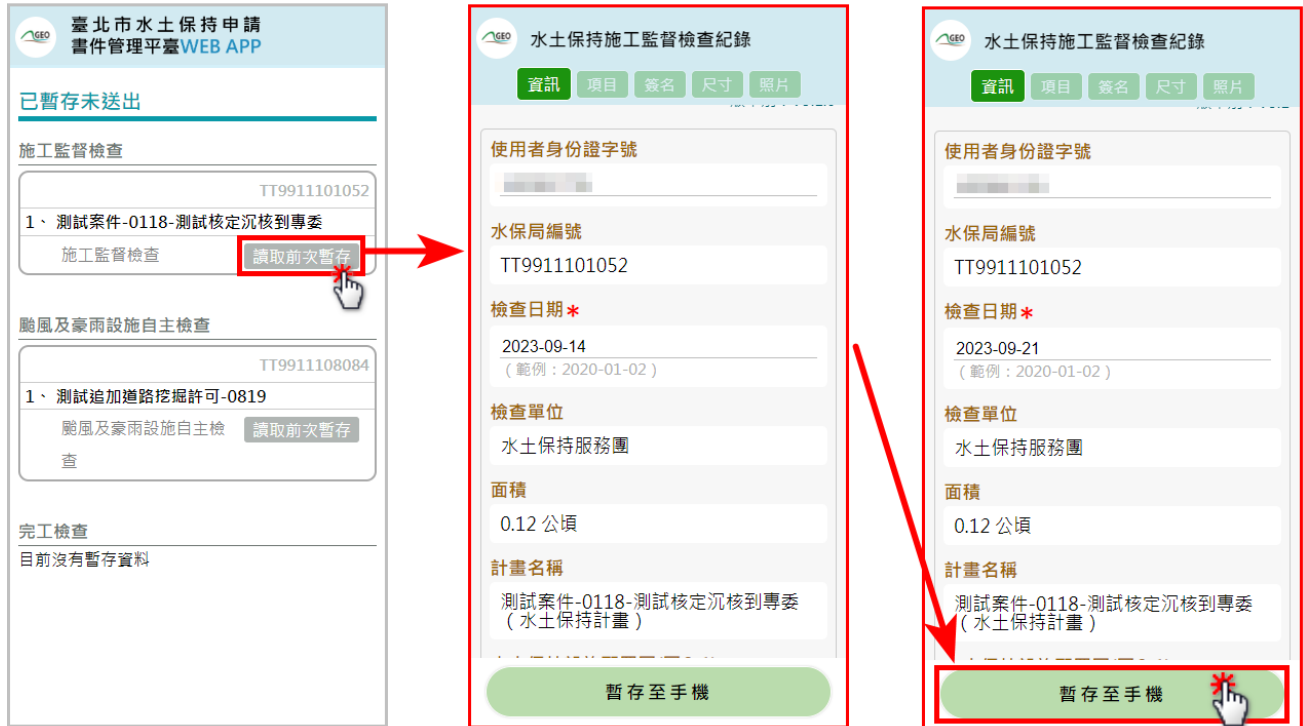 GEO
臺北市水土保持申請
書件管理平臺WEB APP
已暫存未送出
施工監督檢查
TT9911101052
1、 測試案件-0118-測試核定沉核到專委
施工監督檢查
讀取前次暫存
颱風及豪雨設施自主檢查
TT9911108084
1、 測試追加道路挖掘許可-0819
颱風及豪雨設施自主檢
查
讀取前次暫存
完工檢查
目前沒有暫存資料
GEO
水土保持施工監督檢查紀錄
資訊 項目 簽名 尺寸 照片
使用者身份證字號
水保局編號
TT9911101052
檢查日期*
2023-09-14
(範例：2020-01-02)
檢查單位
水土保持服務團
面積
0.12 公頃
計畫名稱
測試案件-0118-測試核定沉核到專委
(水土保持計畫)
暫存至手機
GEO
水土保持施工監督檢查紀錄
資訊 項目 簽名 尺寸 照片
使用者身份證字號
水保局編號
TT9911101052
檢查日期*
2023-09-21
(範例：2020-01-02)
檢查單位
水土保持服務團
面積
0.12 公頃
計畫名稱
測試案件-0118-測試核定沉核到專委
(水土保持計畫)
暫存至手機